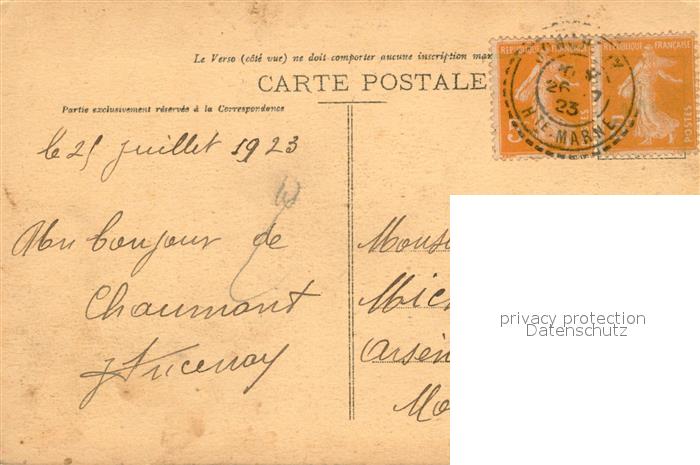 Le Verso (côté vue) ne doit comporter aucune inscription
CARTE POSTALE
Partie exclusivement réservée à la Correspondance
REPUBLIQUE FRANÇAISE
REPUBLIQUE FRANÇAISE
POSTES
26
23
HTE-MARNE
le 25 juillet 1923
Un bonjour de
Chaumont
privacy protection
Datenschutz